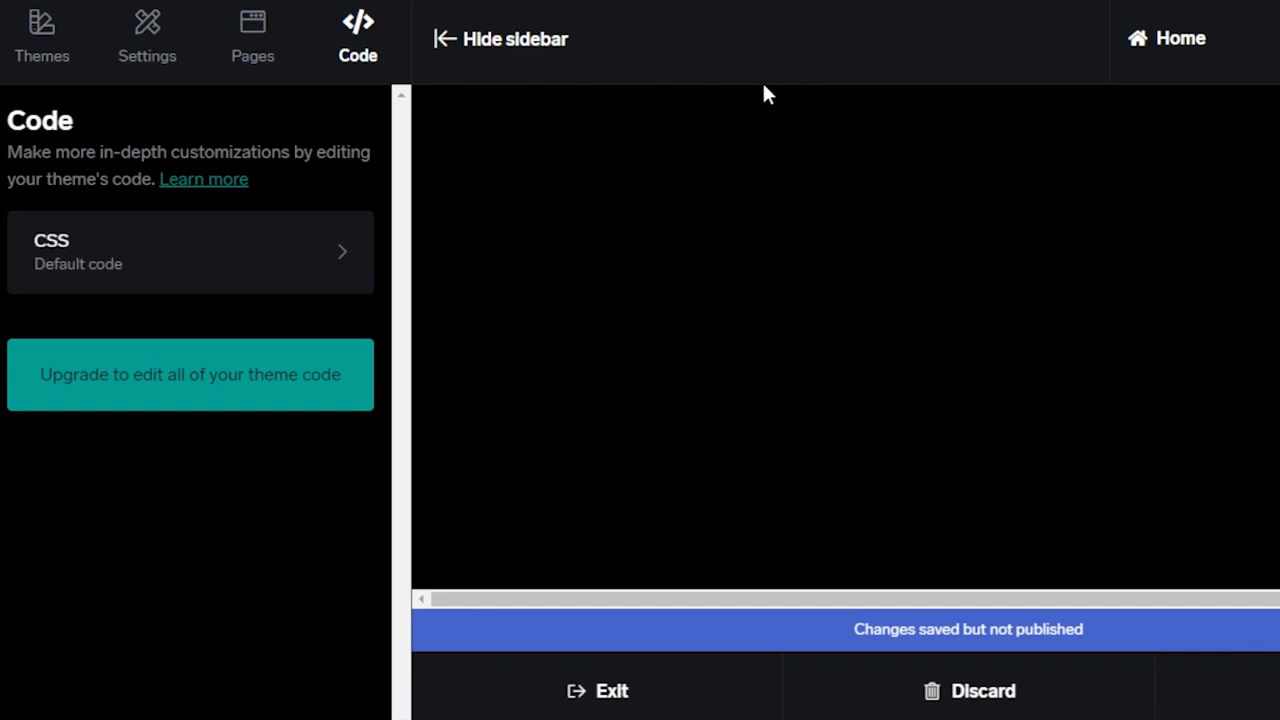 Themes
Settings
Pages
Code
Hide sidebar
Home
Code
Make more in-depth customizations by editing
your theme's code. Learn more
CSS
Default code
Upgrade to edit all of your theme code
Changes saved but not published
Exit
Discard